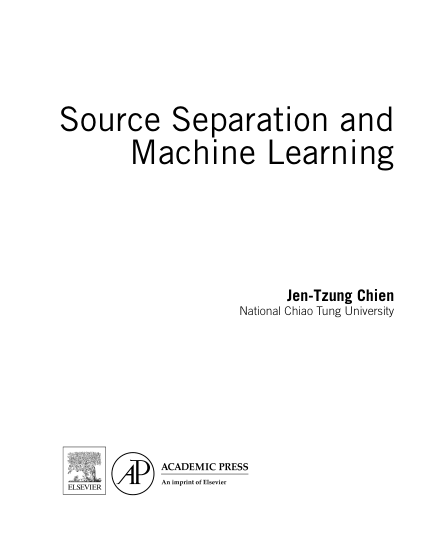 Source Separation and
Machine Learning
Jen-Tzung Chien
National Chiao Tung University
ELSEVIER
AP
ACADEMIC PRESS
An imprint of Elsevier